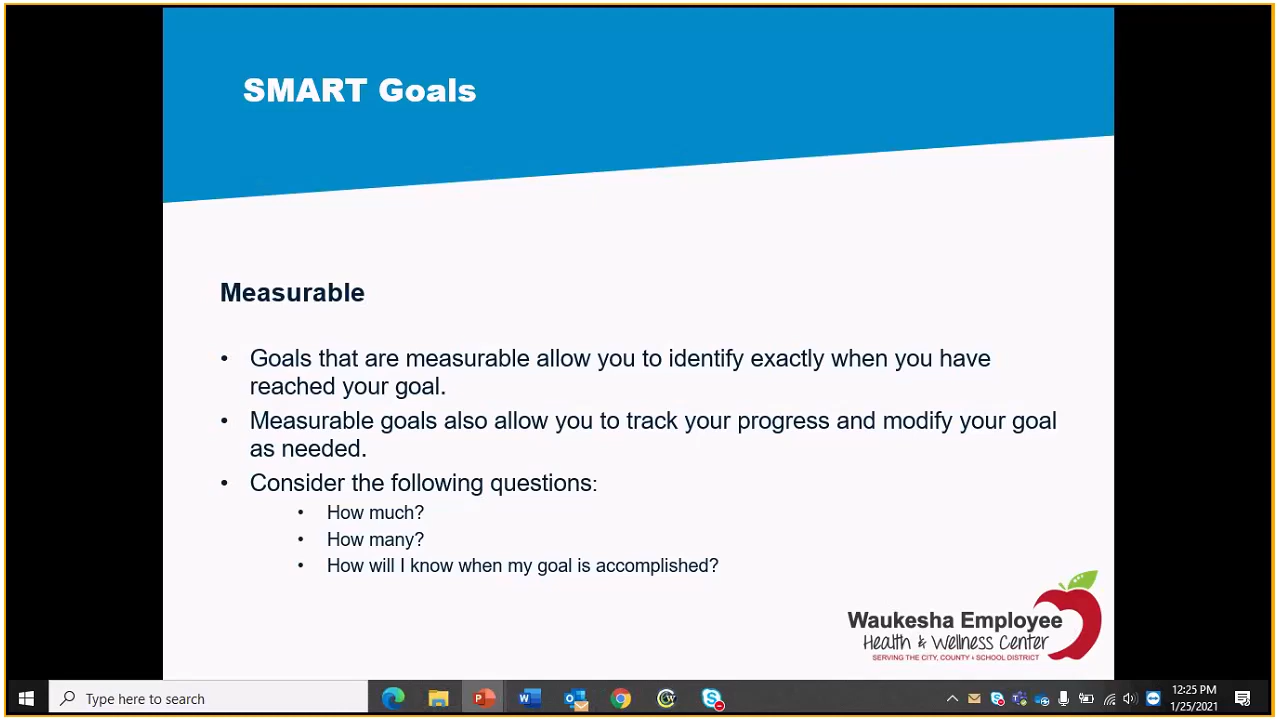 SMART Goals
Measurable
• Goals that are measurable allow you to identify exactly when you have
reached your goal.
• Measurable goals also allow you to track your progress and modify your goal
as needed.
• Consider the following questions:
• How much?
• How many?
• How will I know when my goal is accomplished?
Waukesha Employee
Health & Wellness Center
SERVING THE CITY, COUNTY & SCHOOL DISTRICT
Type here to search
12:25 PM
1/25/2021